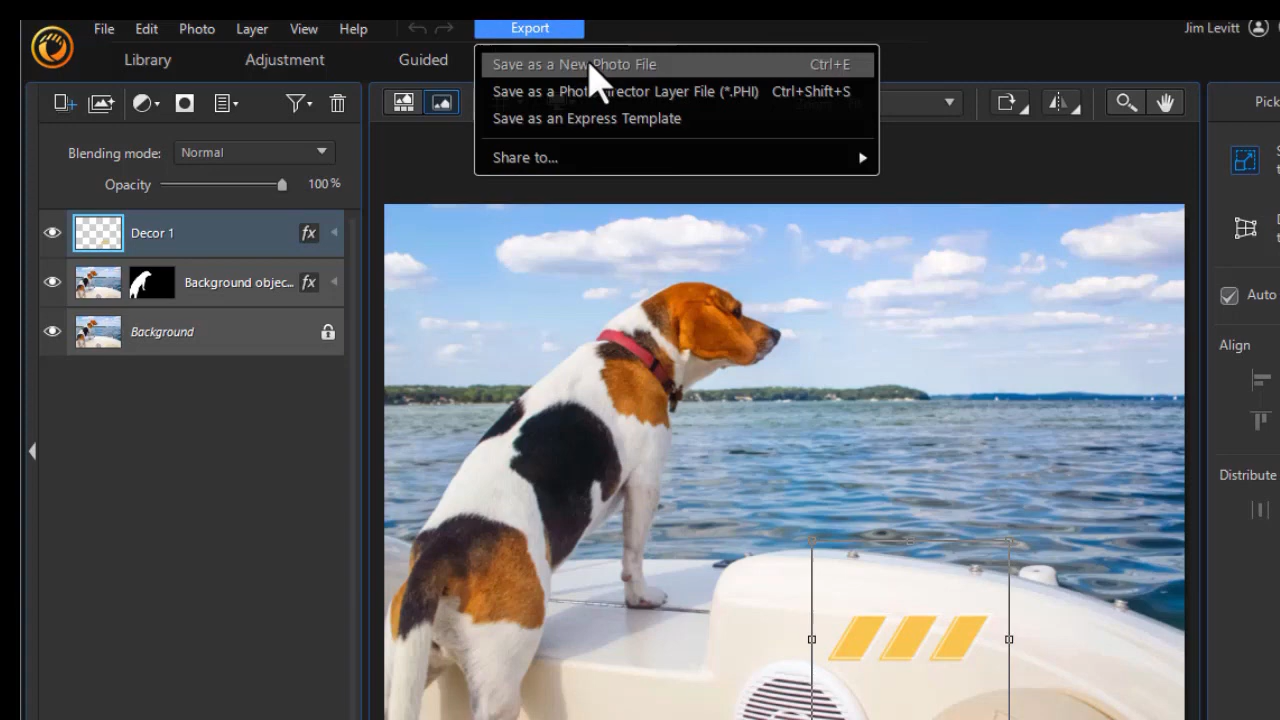 File Edit Photo Layer View Help Export Jim Levitt
Library Adjustment Guided
Save as a New Photo File Ctrl+E
Save as a PhotoDirector Layer File (*.PHI) Ctrl+Shift+S
Save as an Express Template
Share to...
Pick
Blending mode: Normal
Opacity 100%
Decor 1 fx
Background objec... fx
Background
Auto
Align
Distribute